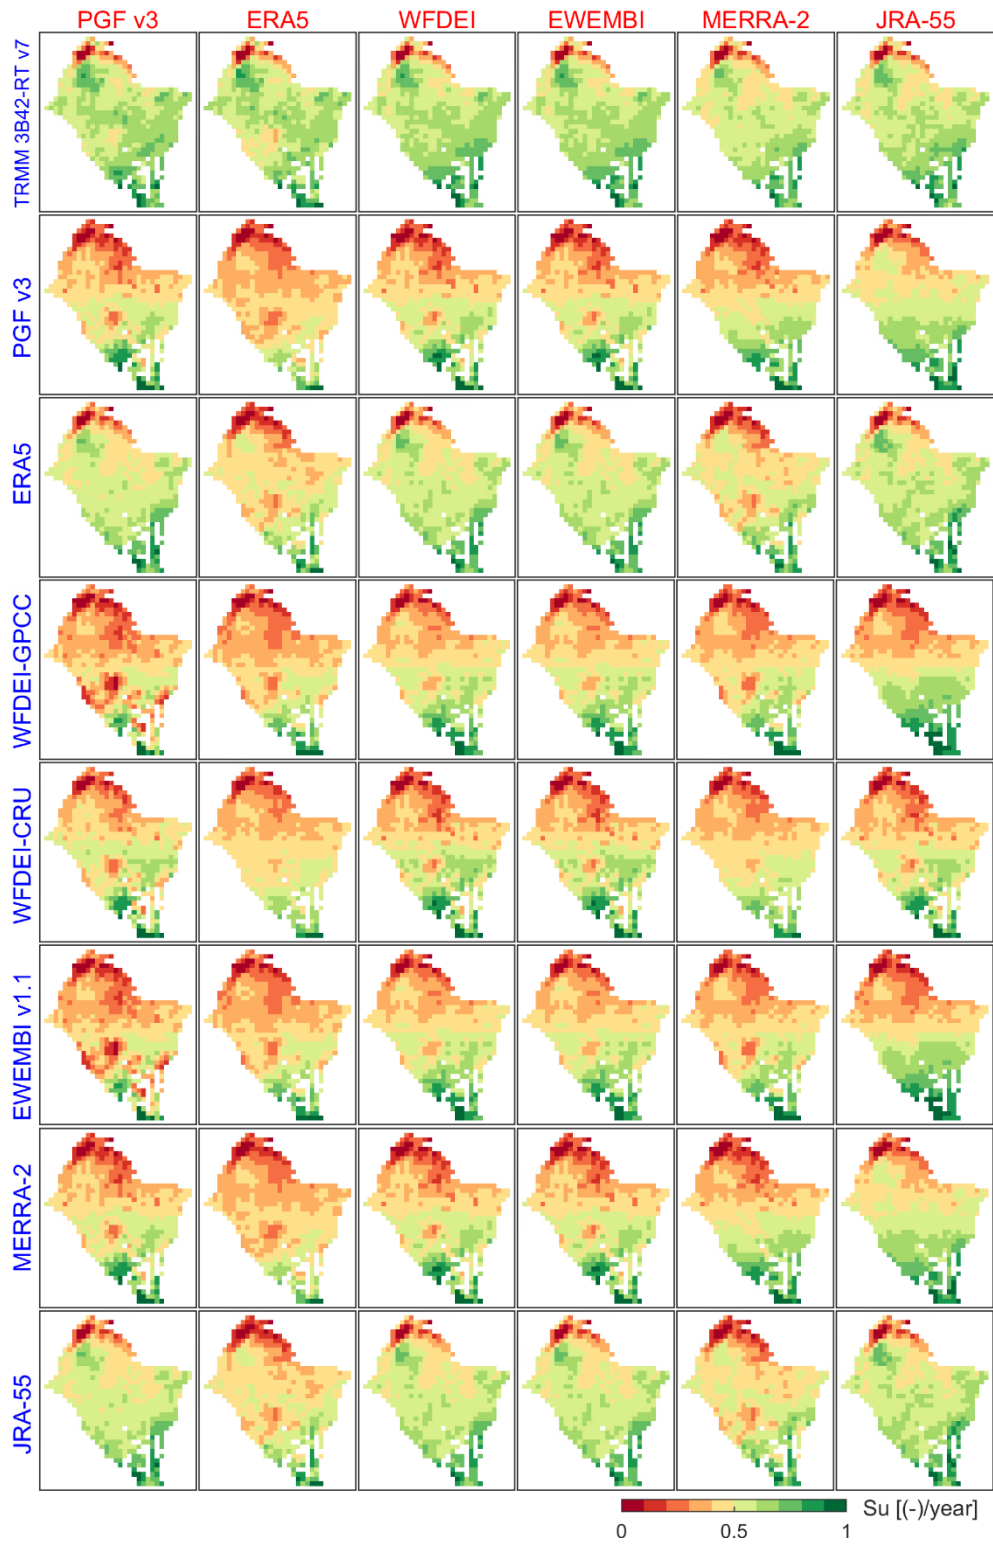 PGF v3 ERA5 WFDEI EWEMBI MERRA-2 JRA-55
TRMM 3B42-RT v7
PGF v3
ERA5
WFDEI-GPCC
WFDEI-CRU
EWEMBI v1.1
MERRA-2
JRA-55
Su [(-)/year]
0 0.5 1